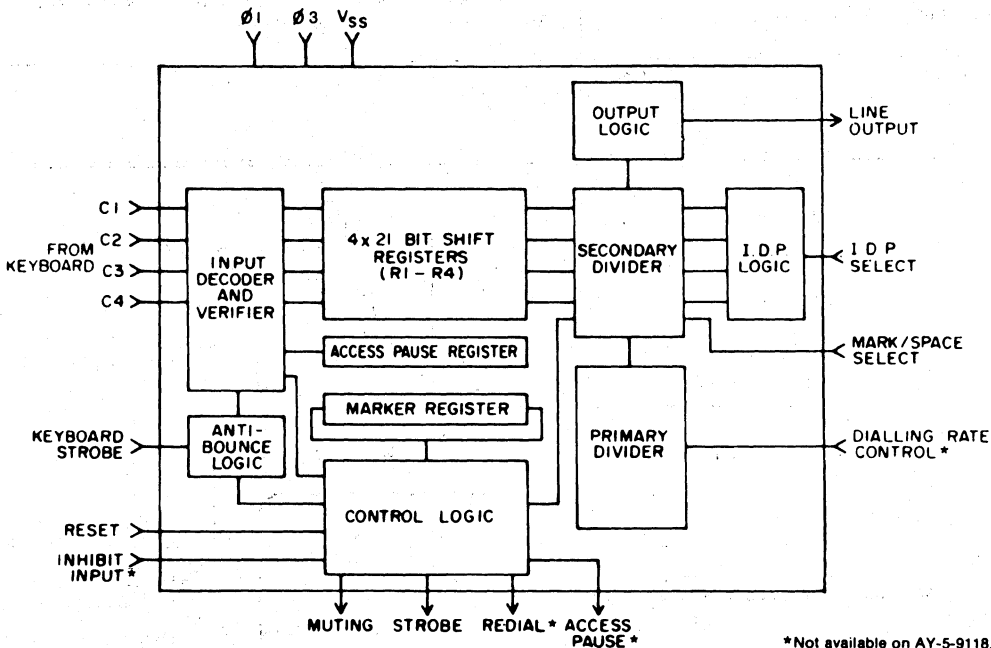 Ø1 Ø3 VSS
OUTPUT
LOGIC
LINE
OUTPUT
C1
C2
C3
C4
FROM
KEYBOARD
INPUT
DECODER
AND
VERIFIER
4 x 21 BIT SHIFT
REGISTERS
(R1 - R4)
SECONDARY
DIVIDER
I.D.P.
LOGIC
I D P
SELECT
ACCESS PAUSE REGISTER
MARK/SPACE
SELECT
MARKER REGISTER
KEYBOARD
STROBE
ANTI-
BOUNCE
LOGIC
PRIMARY
DIVIDER
DIALLING RATE
CONTROL *
CONTROL LOGIC
RESET
INHIBIT
INPUT *
MUTING STROBE REDIAL * ACCESS
PAUSE *
*Not available on AY-5-9118.